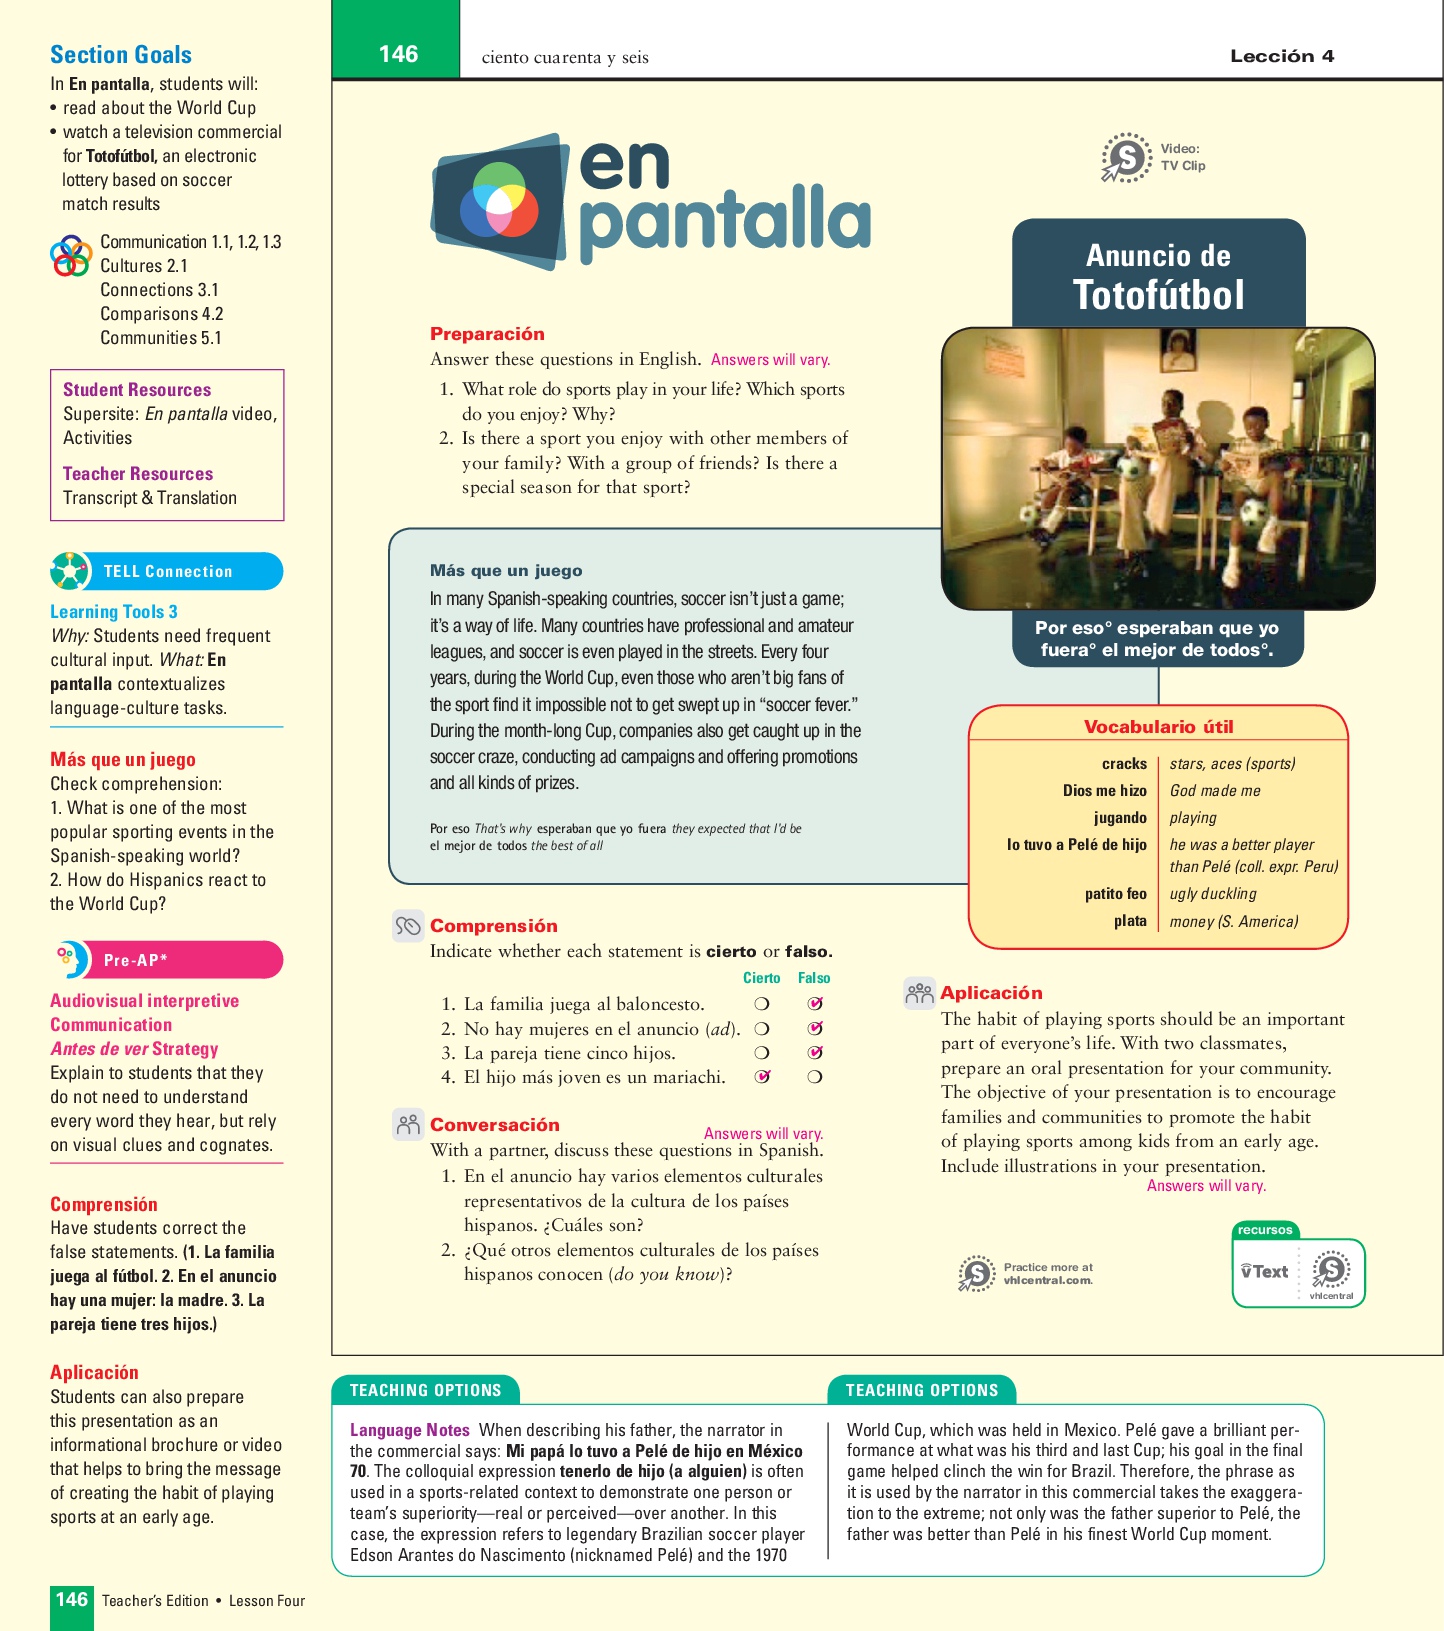 Section Goals
In En pantalla, students will:
• read about the World Cup
• watch a television commercial
for Totofútbol, an electronic
lottery based on soccer
match results
Communication 1.1, 1.2, 1.3
Cultures 2.1
Connections 3.1
Comparisons 4.2
Communities 5.1
Student Resources
Supersite: En pantalla video,
Activities
Teacher Resources
Transcript & Translation
TELL Connection
Learning Tools 3
Why: Students need frequent
cultural input. What: En
pantalla contextualizes
language-culture tasks.
Más que un juego
Check comprehension:
1. What is one of the most
popular sporting events in the
Spanish-speaking world?
2. How do Hispanics react to
the World Cup?
Pre-AP*
Audiovisual interpretive
Communication
Antes de ver Strategy
Explain to students that they
do not need to understand
every word they hear, but rely
on visual clues and cognates.
Comprensión
Have students correct the
false statements. (1. La familia
juega al fútbol. 2. En el anuncio
hay una mujer: la madre. 3. La
pareja tiene tres hijos.)
Aplicación
Students can also prepare
this presentation as an
informational brochure or video
that helps to bring the message
of creating the habit of playing
sports at an early age.
146 ciento cuarenta y seis Lección 4
en
pantalla
Video:
TV Clip
Anuncio de
Totofútbol
Preparación
Answer these questions in English. Answers will vary.
1. What role do sports play in your life? Which sports
do you enjoy? Why?
2. Is there a sport you enjoy with other members of
your family? With a group of friends? Is there a
special season for that sport?
Por eso° esperaban que yo
fuera° el mejor de todos°.
Más que un juego
In many Spanish-speaking countries, soccer isn't just a game;
it's a way of life. Many countries have professional and amateur
leagues, and soccer is even played in the streets. Every four
years, during the World Cup, even those who aren't big fans of
the sport find it impossible not to get swept up in “soccer fever.”
During the month-long Cup, companies also get caught up in the
soccer craze, conducting ad campaigns and offering promotions
and all kinds of prizes.
Por eso That's why esperaban que yo fuera they expected that I'd be
el mejor de todos the best of all
Vocabulario útil
cracks stars, aces (sports)
Dios me hizo God made me
jugando playing
lo tuvo a Pelé de hijo he was a better player
than Pelé (coll. expr. Peru)
patito feo ugly duckling
plata money (S. America)
Comprensión
Indicate whether each statement is cierto or falso.
Cierto Falso
1. La familia juega al baloncesto.
2. No hay mujeres en el anuncio (ad).
3. La pareja tiene cinco hijos.
4. El hijo más joven es un mariachi.
Conversación
Answers will vary.
With a partner, discuss these questions in Spanish.
1. En el anuncio hay varios elementos culturales
representativos de la cultura de los países
hispanos. ¿Cuáles son?
2. ¿Qué otros elementos culturales de los países
hispanos conocen (do you know)?
Aplicación
The habit of playing sports should be an important
part of everyone's life. With two classmates,
prepare an oral presentation for your community.
The objective of your presentation is to encourage
families and communities to promote the habit
of playing sports among kids from an early age.
Include illustrations in your presentation.
Answers will vary.
S Practice more at
vhlcentral.com.
recursos
vText
S
vhlcentral
TEACHING OPTIONS
Language Notes When describing his father, the narrator in
the commercial says: Mi papá lo tuvo a Pelé de hijo en México
70. The colloquial expression tenerlo de hijo (a alguien) is often
used in a sports-related context to demonstrate one person or
team's superiority—real or perceived—over another. In this
case, the expression refers to legendary Brazilian soccer player
Edson Arantes do Nascimento (nicknamed Pelé) and the 1970
TEACHING OPTIONS
World Cup, which was held in Mexico. Pelé gave a brilliant per-
formance at what was his third and last Cup; his goal in the final
game helped clinch the win for Brazil. Therefore, the phrase as
it is used by the narrator in this commercial takes the exaggera-
tion to the extreme; not only was the father superior to Pelé, the
father was better than Pelé in his finest World Cup moment.
146 Teacher's Edition • Lesson Four